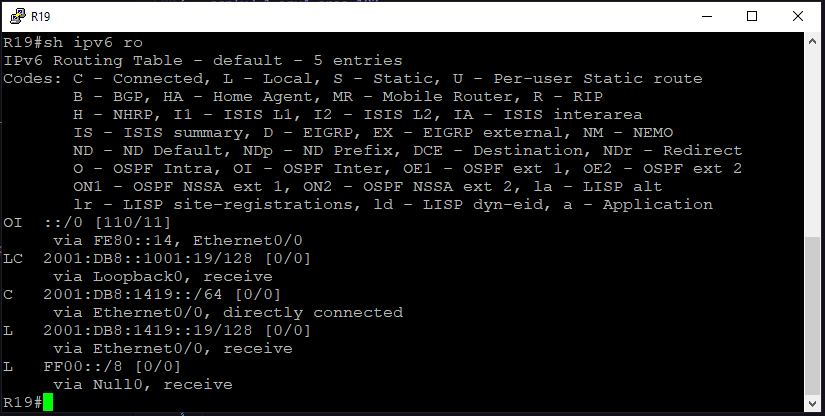 R19
R19#sh ipv6 ro
IPv6 Routing Table - default - 5 entries
Codes: C - Connected, L - Local, S - Static, U - Per-user Static route
       B - BGP, HA - Home Agent, MR - Mobile Router, R - RIP
       H - NHRP, I1 - ISIS L1, I2 - ISIS L2, IA - ISIS interarea
       IS - ISIS summary, D - EIGRP, EX - EIGRP external, NM - NEMO
       ND - ND Default, NDp - ND Prefix, DCE - Destination, NDr - Redirect
       O - OSPF Intra, OI - OSPF Inter, OE1 - OSPF ext 1, OE2 - OSPF ext 2
       ON1 - OSPF NSSA ext 1, ON2 - OSPF NSSA ext 2, la - LISP alt
       lr - LISP site-registrations, ld - LISP dyn-eid, a - Application
OI  ::/0 [110/11]
     via FE80::14, Ethernet0/0
LC  2001:DB8::1001:19/128 [0/0]
     via Loopback0, receive
C   2001:DB8:1419::/64 [0/0]
     via Ethernet0/0, directly connected
L   2001:DB8:1419::19/128 [0/0]
     via Ethernet0/0, receive
L   FF00::/8 [0/0]
     via Null0, receive
R19#